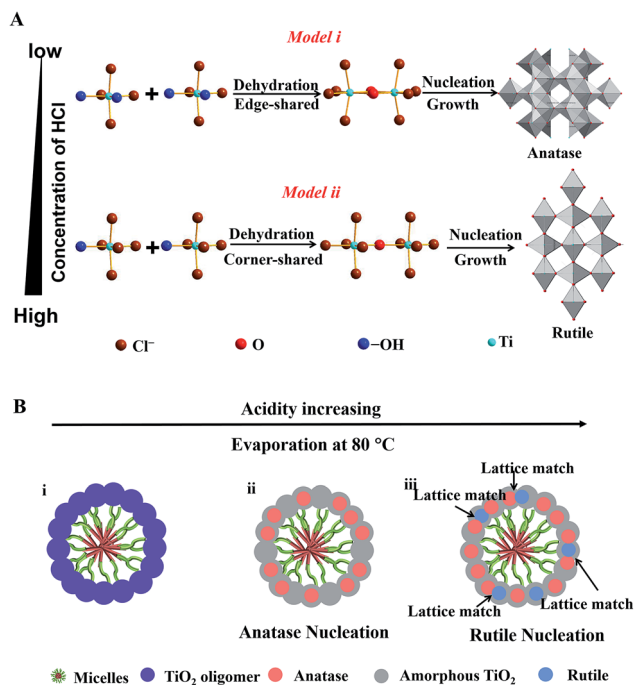 A
Model i
low
Dehydration
Edge-shared
Nucleation
Growth
Anatase
Concentration of HCl
Model ii
Dehydration
Corner-shared
Nucleation
Growth
High
Rutile
Cl⁻
O
–OH
Ti
B
Acidity increasing
Evaporation at 80 °C
i
ii
iii
Lattice match
Lattice match
Lattice match
Lattice match
Anatase Nucleation
Rutile Nucleation
Micelles
TiO₂ oligomer
Anatase
Amorphous TiO₂
Rutile